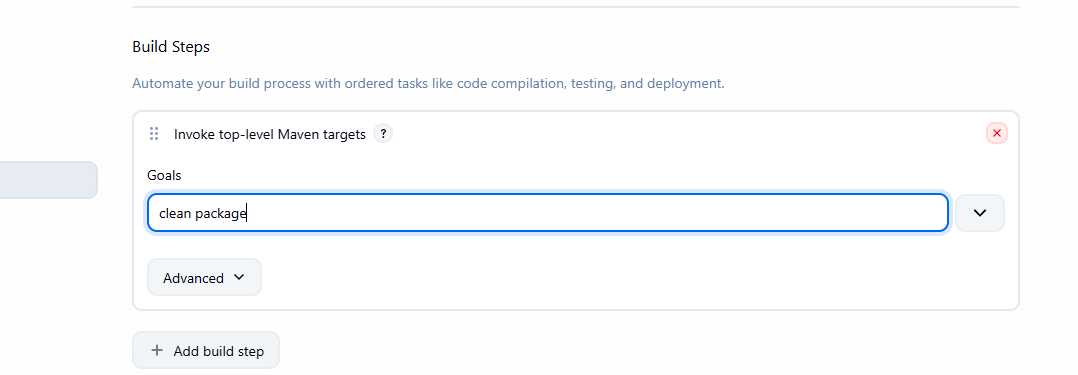 Build Steps
Automate your build process with ordered tasks like code compilation, testing, and deployment.
Invoke top-level Maven targets ?
Goals
clean package
Advanced
Add build step